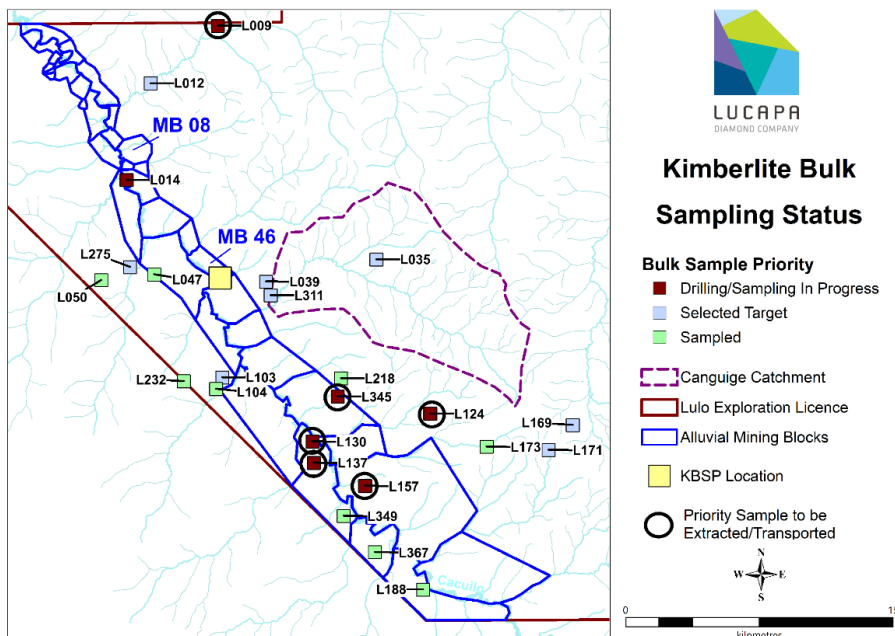 L009
L012
MB 08
L014
MB 46
L275
L047
L050
L039
L311
L035
L232
L103
L104
L218
L345
L124
L169
L130
L173
L171
L137
L157
L349
L367
L188
Cacuilo
LUCAPA
DIAMOND COMPANY
Kimberlite Bulk
Sampling Status
Bulk Sample Priority
Drilling/Sampling In Progress
Selected Target
Sampled
Canguige Catchment
Lulo Exploration Licence
Alluvial Mining Blocks
KBSP Location
Priority Sample to be
Extracted/Transported
N
W E
S
0 15
kilometres